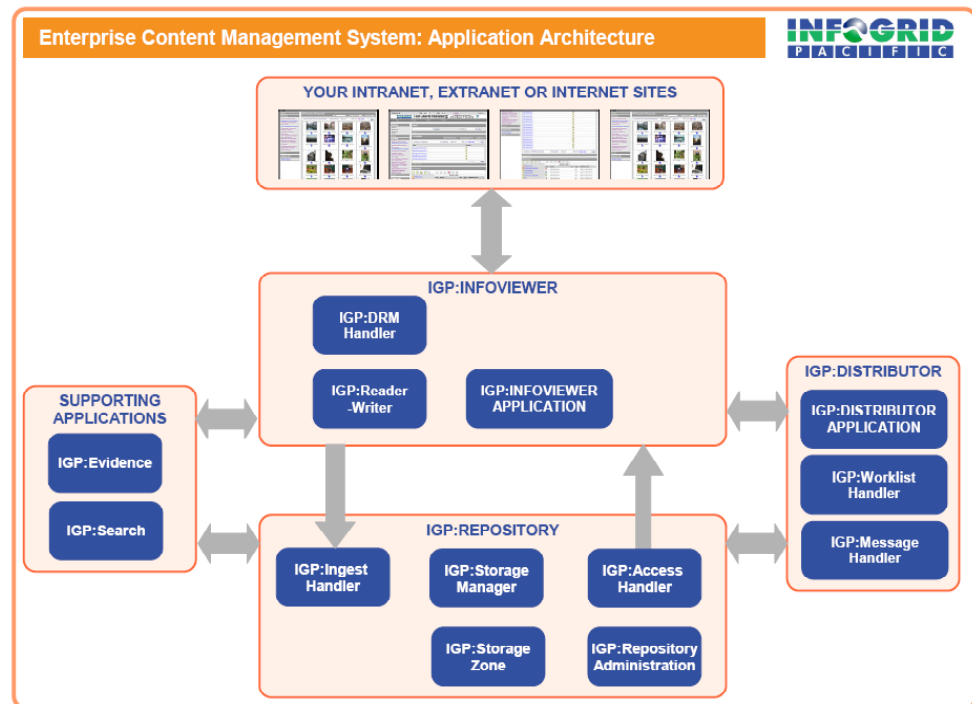 Enterprise Content Management System: Application Architecture
INFOGRID
PACIFIC
YOUR INTRANET, EXTRANET OR INTERNET SITES
IGP:INFOVIEWER
IGP:DRM
Handler
IGP:Reader
-Writer
IGP:INFOVIEWER
APPLICATION
SUPPORTING
APPLICATIONS
IGP:Evidence
IGP:Search
IGP:DISTRIBUTOR
IGP:DISTRIBUTOR
APPLICATION
IGP:Worklist
Handler
IGP:Message
Handler
IGP:REPOSITORY
IGP:Ingest
Handler
IGP:Storage
Manager
IGP:Access
Handler
IGP:Storage
Zone
IGP:Repository
Administration